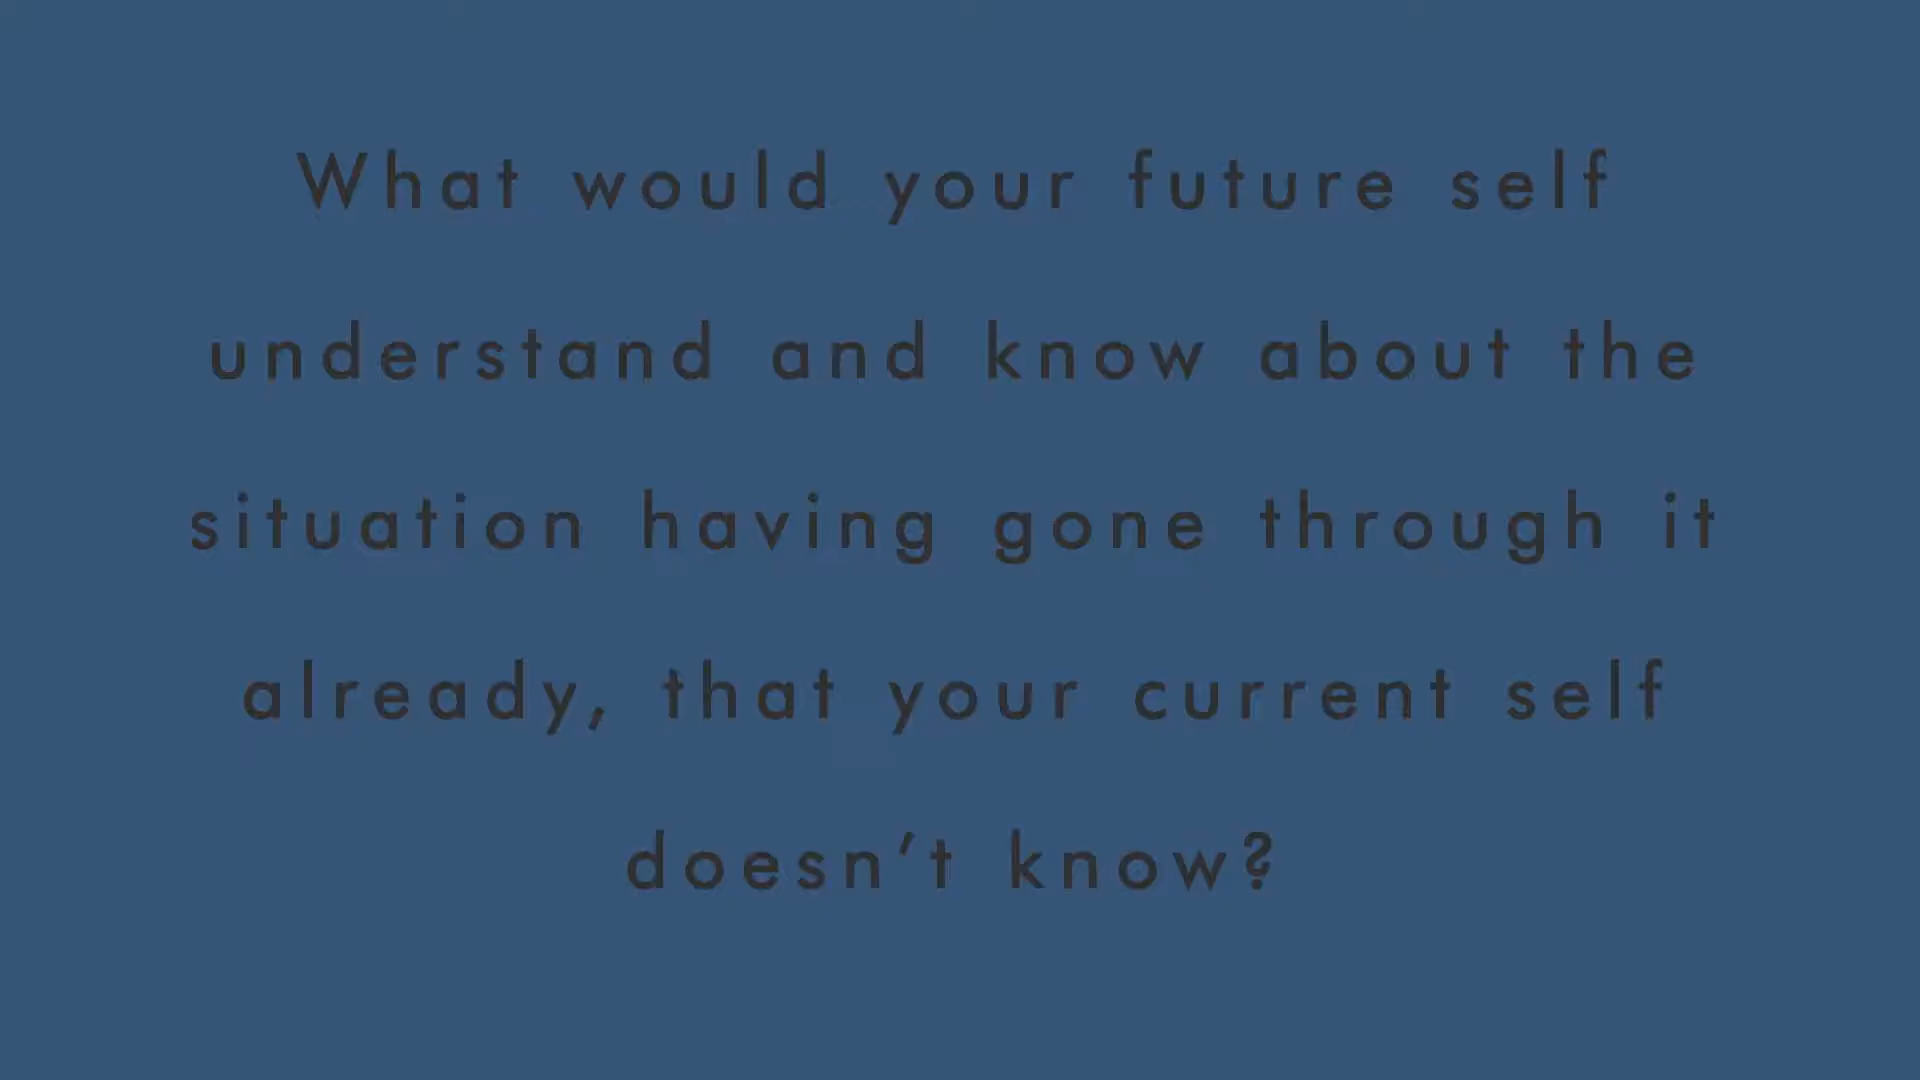 What would your future self
understand and know about the
situation having gone through it
already, that your current self
doesn’t know?